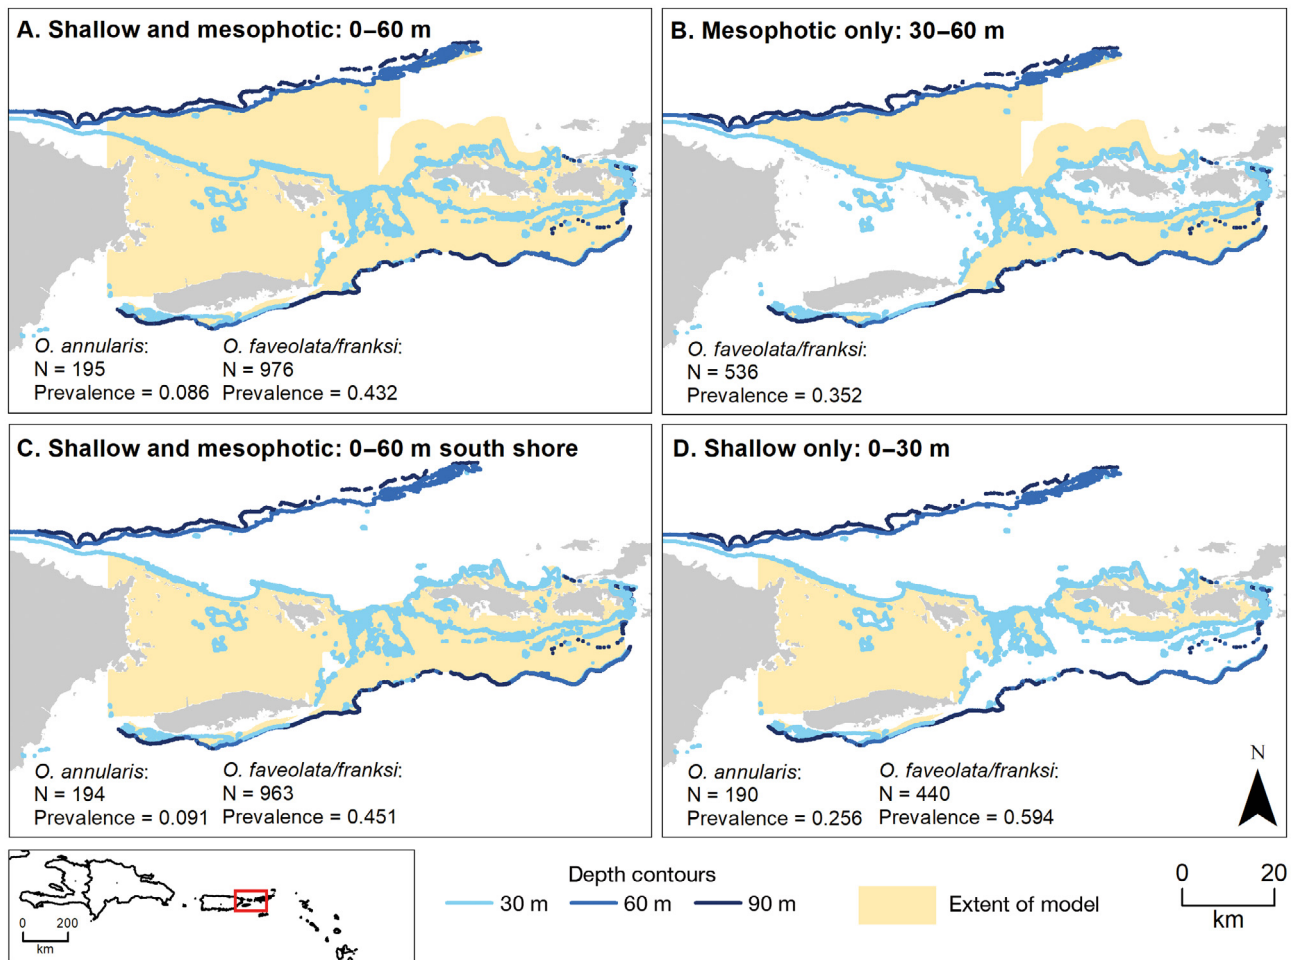 A. Shallow and mesophotic: 0–60 m
O. annularis:
N = 195
Prevalence = 0.086
O. faveolata/franksi:
N = 976
Prevalence = 0.432
B. Mesophotic only: 30–60 m
O. faveolata/franksi:
N = 536
Prevalence = 0.352
C. Shallow and mesophotic: 0–60 m south shore
O. annularis:
N = 194
Prevalence = 0.091
O. faveolata/franksi:
N = 963
Prevalence = 0.451
D. Shallow only: 0–30 m
O. annularis:
N = 190
Prevalence = 0.256
O. faveolata/franksi:
N = 440
Prevalence = 0.594
N
0 200
km
Depth contours
30 m 60 m 90 m
Extent of model
0 20
km